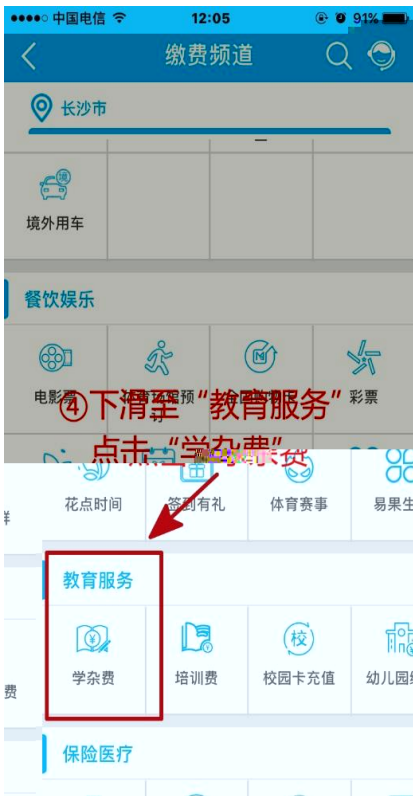 中国电信 12:05 91%
缴费频道
长沙市
境外用车
餐饮娱乐
电影票 彩票
④下滑至“教育服务”
点击“学杂费”
花点时间 签到有礼 体育赛事 易果生
教育服务
学杂费 培训费 校园卡充值 幼儿园
费
保险医疗